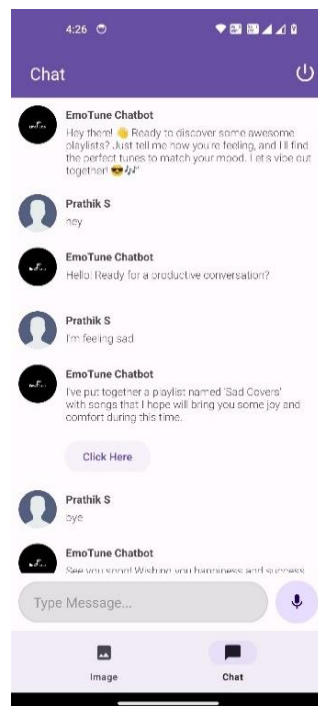 4:26
Chat
EmoTune Chatbot
Hey there! 👋 Ready to discover some awesome
playlists? Just tell me how you're feeling, and I'll find
the perfect tunes to match your mood. Let's vibe out
together! 😎🎶"
Prathik S
hey
EmoTune Chatbot
Hello! Ready for a productive conversation?
Prathik S
I'm feeling sad
EmoTune Chatbot
I've put together a playlist named 'Sad Covers'
with songs that I hope will bring you some joy and
comfort during this time.
Click Here
Prathik S
bye
EmoTune Chatbot
See you soon! Wishing you happiness and success
Type Message...
Image
Chat